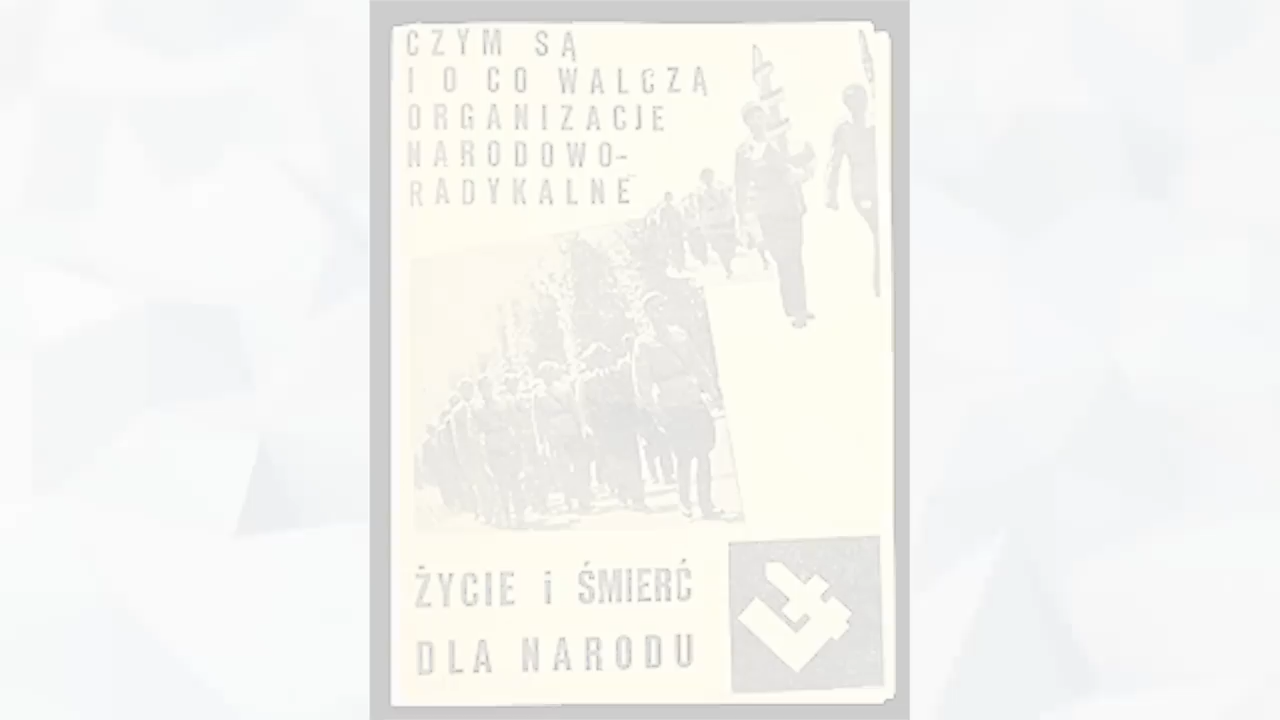 CZYM SĄ
I O CO WALCZĄ
ORGANIZACJE
NARODOWO-
RADYKALNE
ŻYCIE i ŚMIERĆ
DLA NARODU